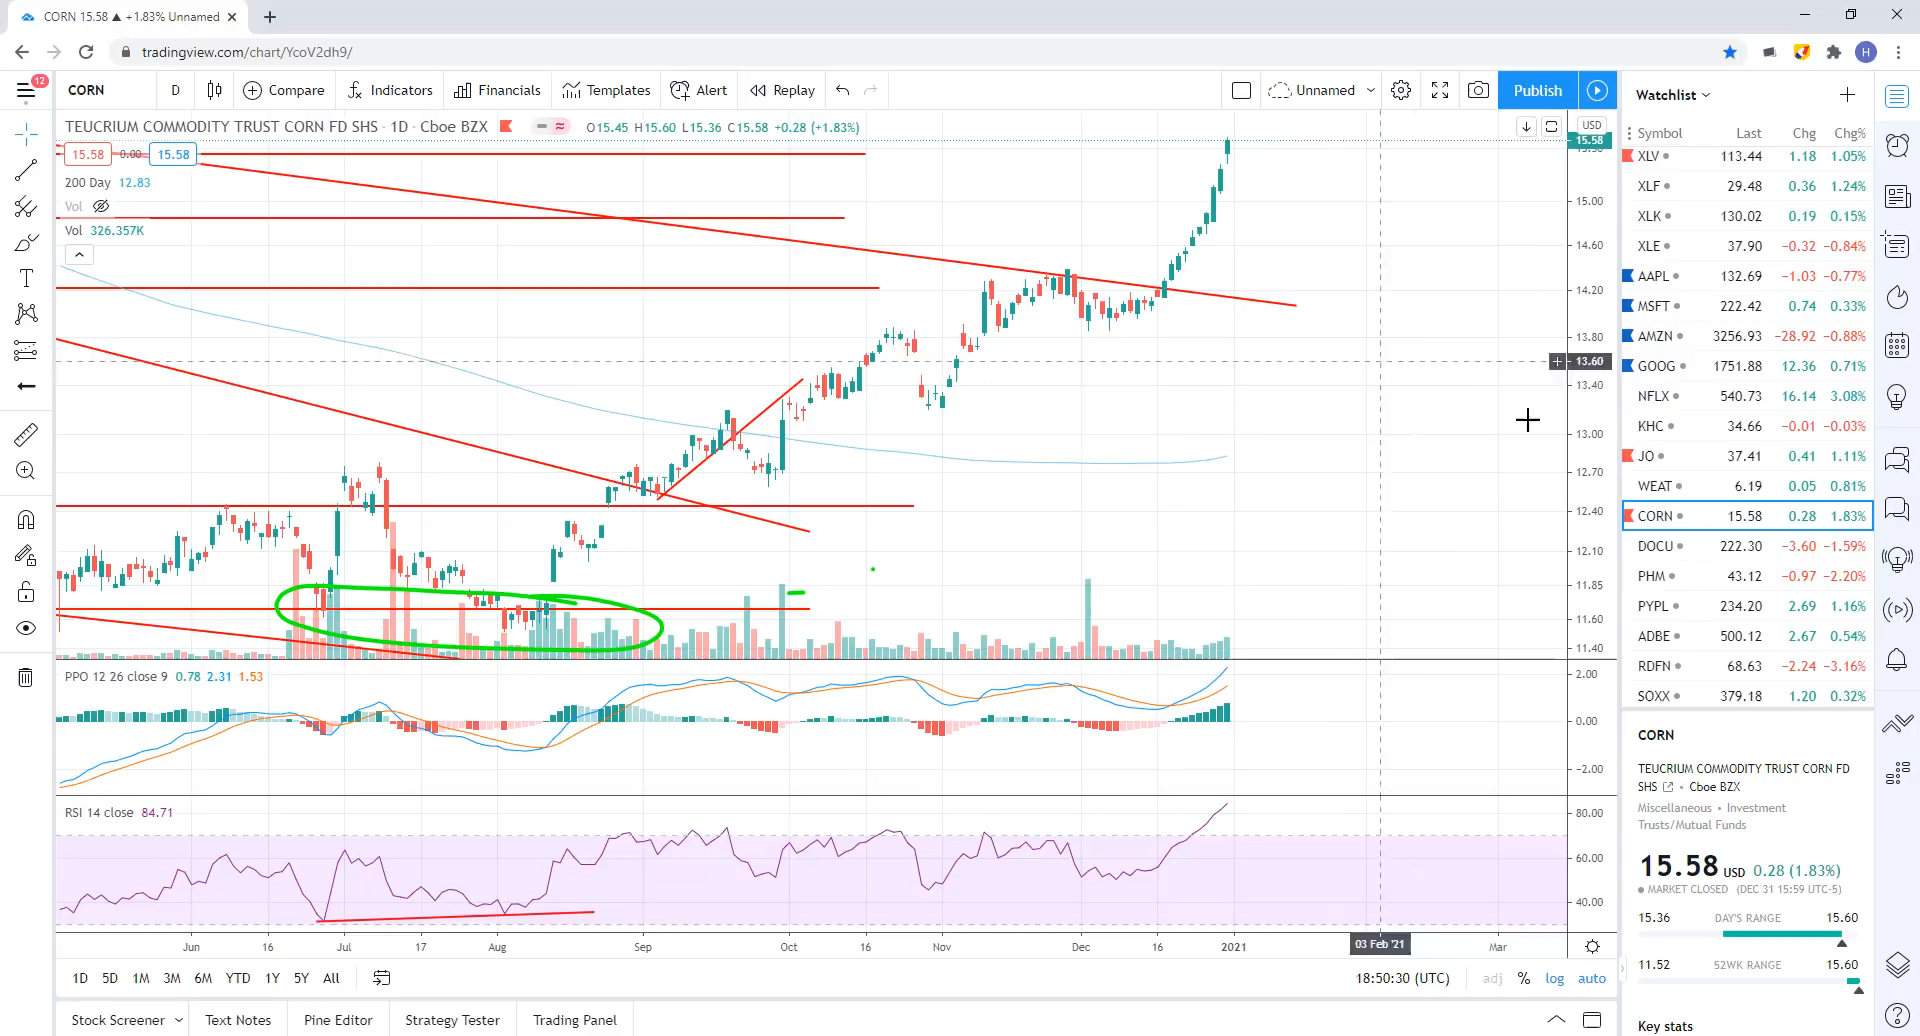 CORN 15.58 ▲ +1.83% Unnamed
tradingview.com/chart/YcoV2dh9/
H
12
CORN D Compare Indicators Financials Templates Alert Replay Unnamed Publish
TEUCRIUM COMMODITY TRUST CORN FD SHS · 1D · Cboe BZX O15.45 H15.60 L15.36 C15.58 +0.28 (+1.83%)
15.58 0.00 15.58
200 Day 12.83
Vol
Vol 326.357K
USD
15.58
15.00
14.60
14.20
13.80
13.60
13.40
13.00
12.70
12.40
12.10
11.85
11.60
11.40
PPO 12 26 close 9 0.78 2.31 1.53
2.00
0.00
−2.00
RSI 14 close 84.71
80.00
60.00
40.00
Jun 16 Jul 17 Aug Sep Oct 16 Nov Dec 16 2021 03 Feb '21 Mar
1D 5D 1M 3M 6M YTD 1Y 5Y All 18:50:30 (UTC) adj % log auto
Stock Screener Text Notes Pine Editor Strategy Tester Trading Panel
Watchlist
Symbol Last Chg Chg%
XLV 113.44 1.18 1.05%
XLF 29.48 0.36 1.24%
XLK 130.02 0.19 0.15%
XLE 37.90 −0.32 −0.84%
AAPL 132.69 −1.03 −0.77%
MSFT 222.42 0.74 0.33%
AMZN 3256.93 −28.92 −0.88%
GOOG 1751.88 12.36 0.71%
NFLX 540.73 16.14 3.08%
KHC 34.66 −0.01 −0.03%
JO 37.41 0.41 1.11%
WEAT 6.19 0.05 0.81%
CORN 15.58 0.28 1.83%
DOCU 222.30 −3.60 −1.59%
PHM 43.12 −0.97 −2.20%
PYPL 234.20 2.69 1.16%
ADBE 500.12 2.67 0.54%
RDFN 68.63 −2.24 −3.16%
SOXX 379.18 1.20 0.32%
CORN
TEUCRIUM COMMODITY TRUST CORN FD
SHS • Cboe BZX
Miscellaneous • Investment
Trusts/Mutual Funds
15.58 USD 0.28 (1.83%)
MARKET CLOSED (DEC 31 15:59 UTC-5)
15.36 DAY'S RANGE 15.60
11.52 52WK RANGE 15.60
Key stats